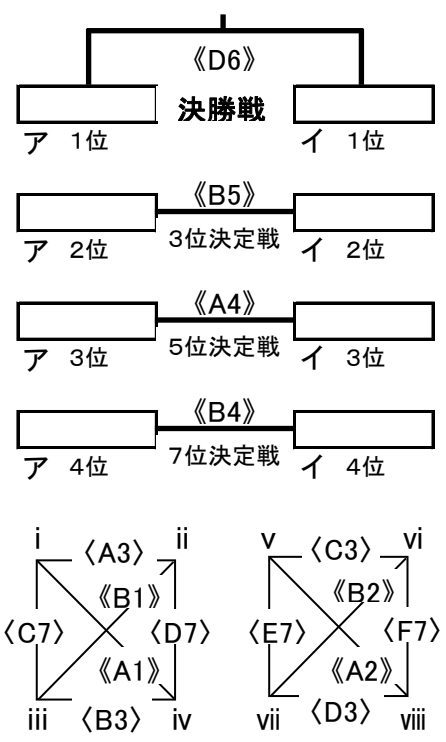 《D6》
決勝戦
ア 1位 イ 1位
《B5》
3位決定戦
ア 2位 イ 2位
《A4》
5位決定戦
ア 3位 イ 3位
《B4》
7位決定戦
ア 4位 イ 4位
i 〈A3〉 ii v 〈C3〉 vi
《B1》 《B2》
〈C7〉 〈D7〉 〈E7〉 〈F7〉
《A1》 《A2》
iii 〈B3〉 iv vii 〈D3〉 viii